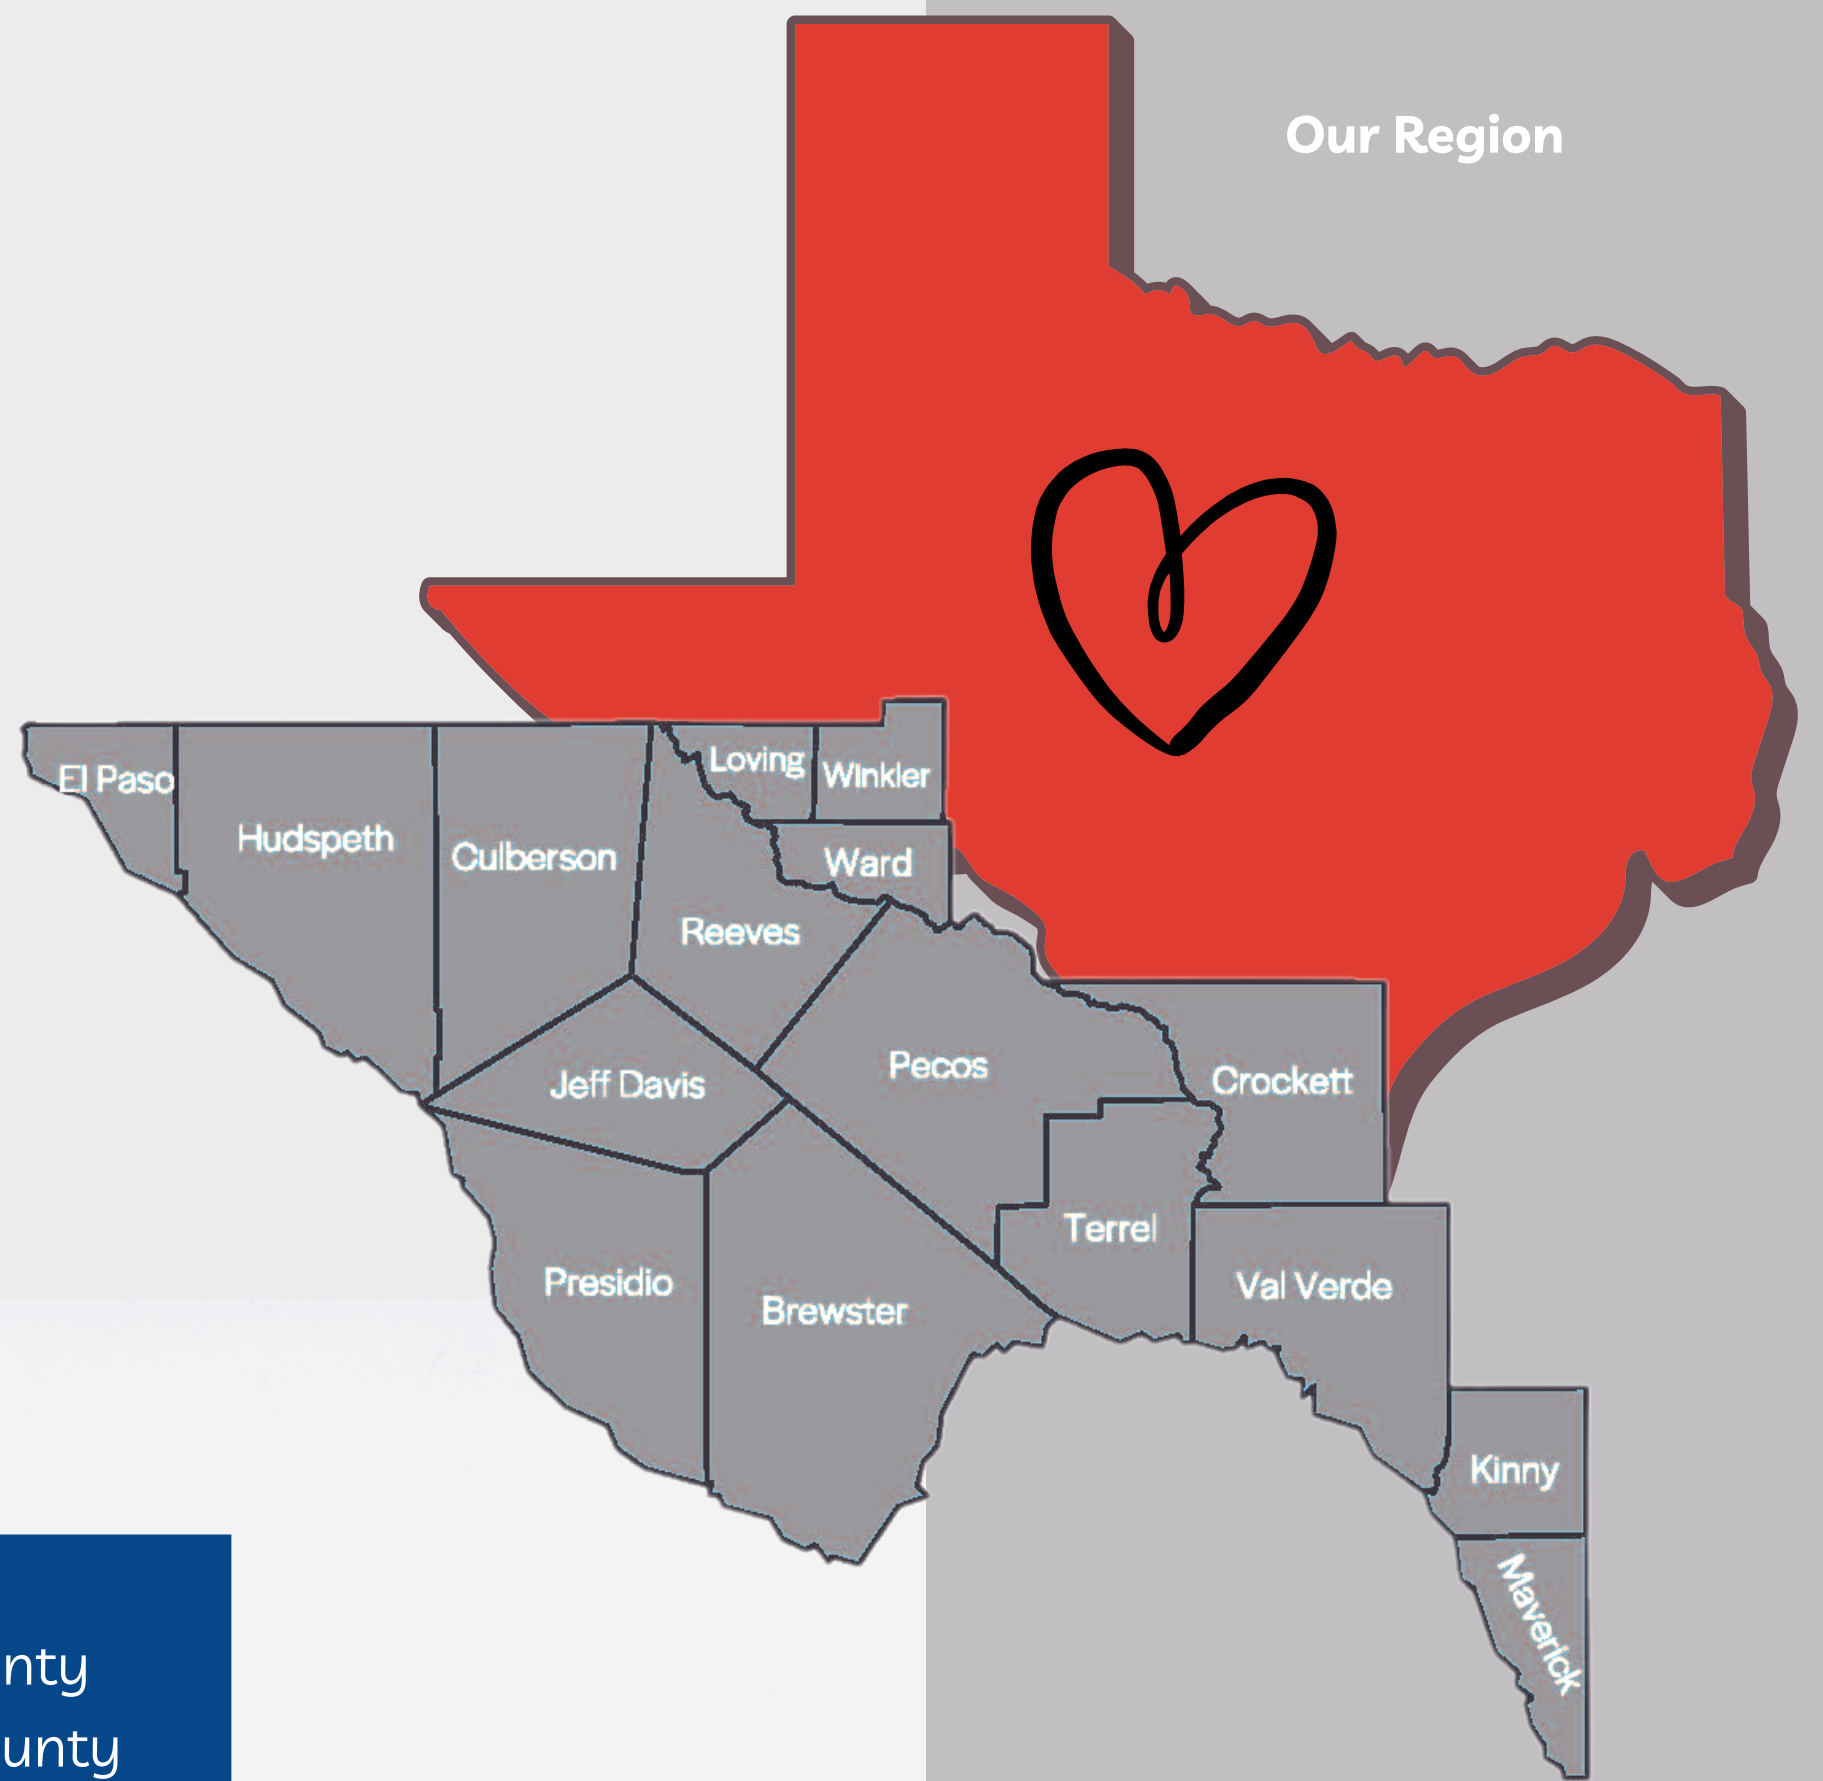 Our Region
Loving
Winkler
El Paso
Hudspeth
Culberson
Ward
Reeves
Pecos
Crockett
Jeff Davis
Terrel
Presidio
Val Verde
Brewster
Kinny
Maverick
nty
unty